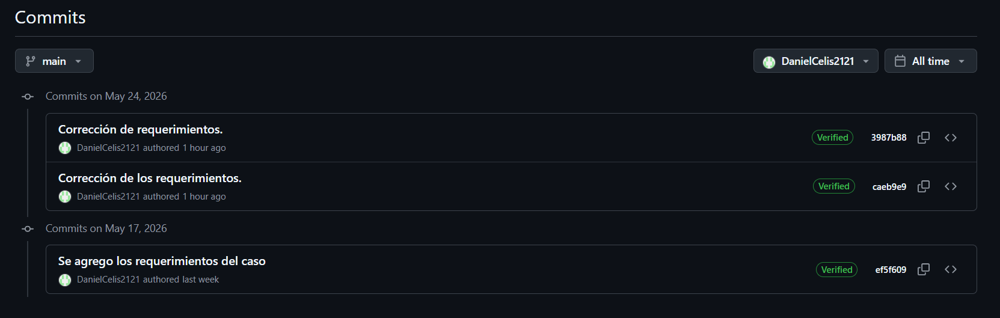 Commits
main
DanielCelis2121
All time
Commits on May 24, 2026
Corrección de requerimientos.
DanielCelis2121 authored 1 hour ago
Verified
3987b88
Corrección de los requerimientos.
DanielCelis2121 authored 1 hour ago
Verified
caeb9e9
Commits on May 17, 2026
Se agrego los requerimientos del caso
DanielCelis2121 authored last week
Verified
ef5f609